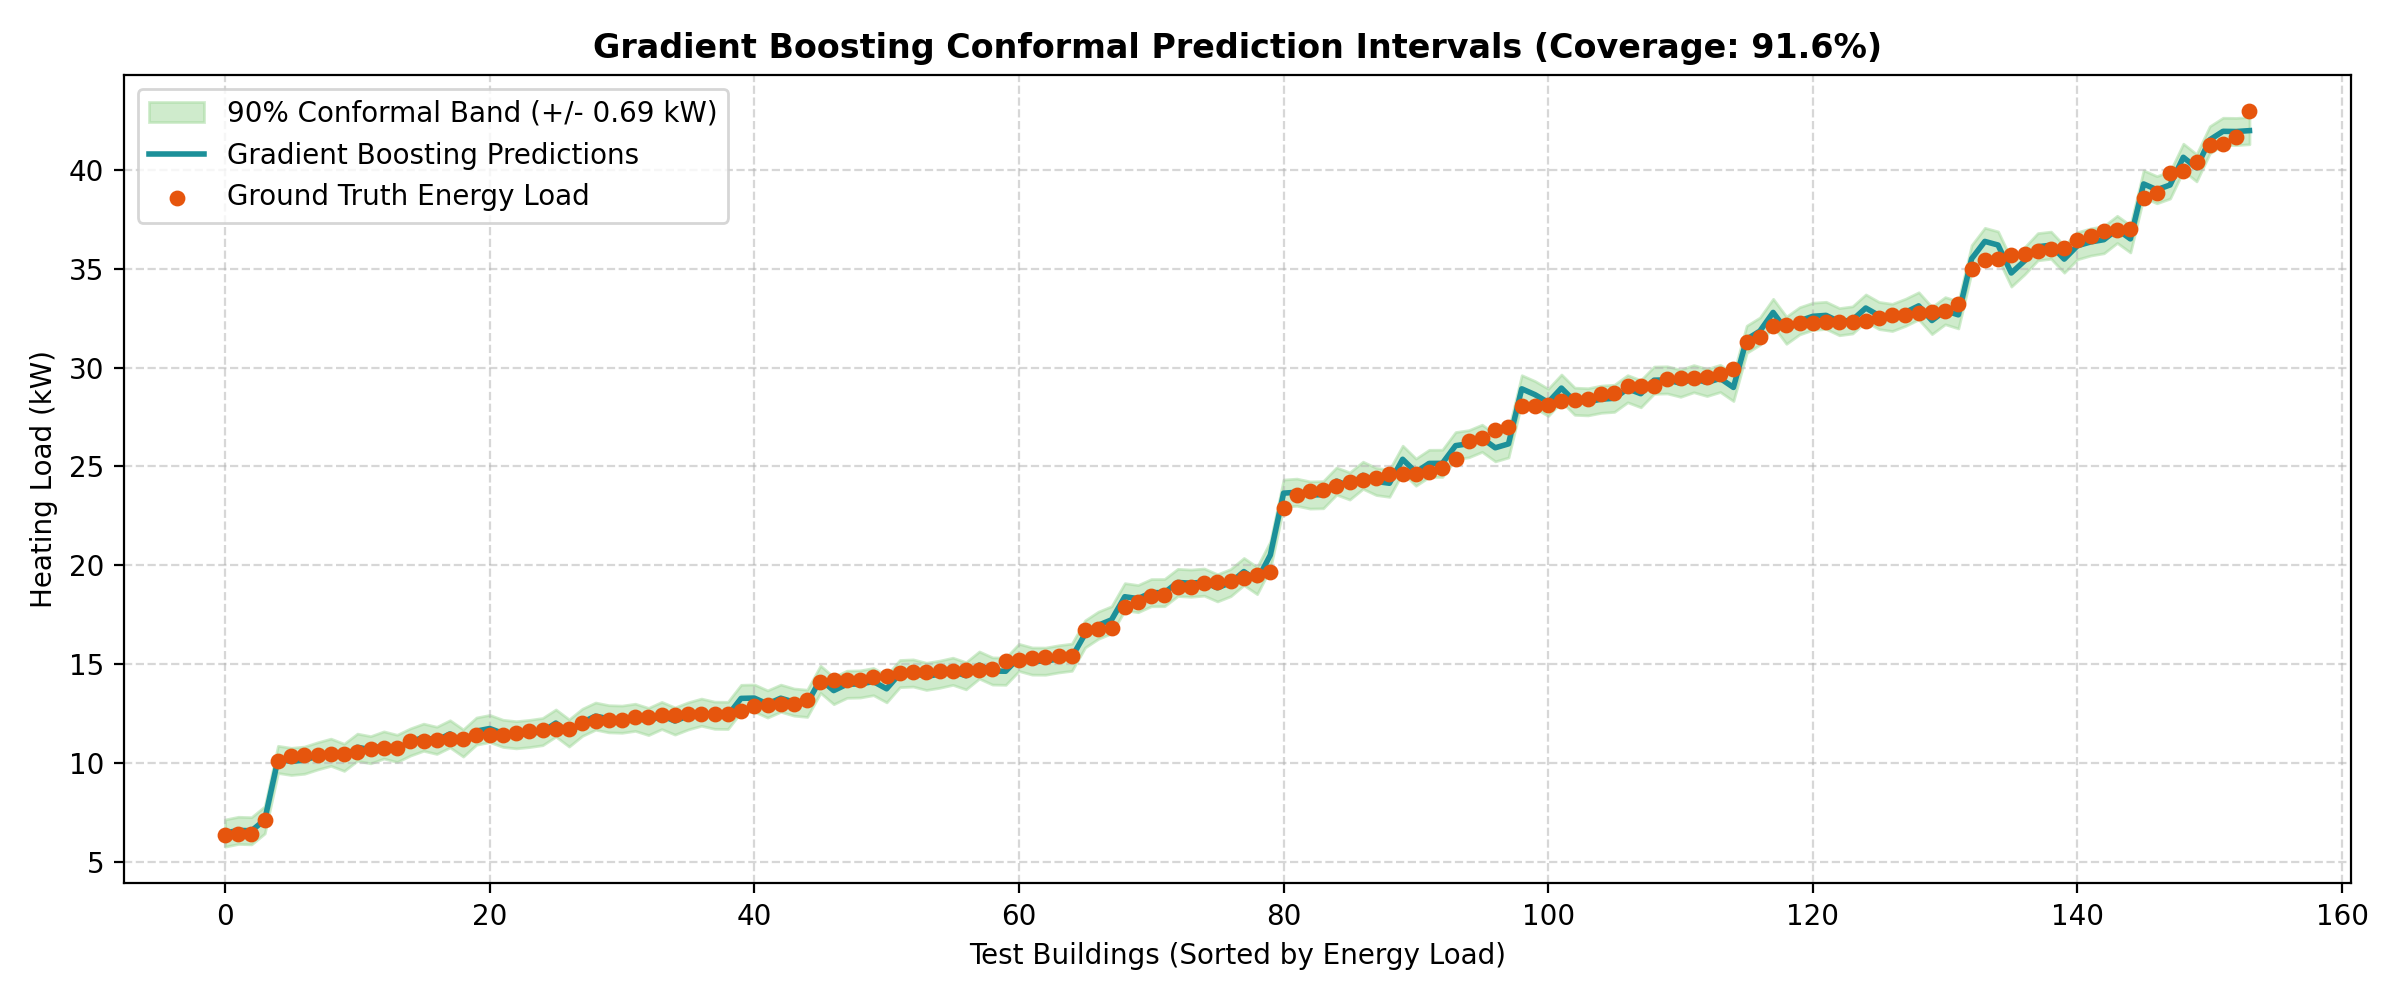 Gradient Boosting Conformal Prediction Intervals (Coverage: 91.6%)
90% Conformal Band (+/- 0.69 kW)
Gradient Boosting Predictions
Ground Truth Energy Load
Heating Load (kW)
40
35
30
25
20
15
10
5
0 20 40 60 80 100 120 140 160
Test Buildings (Sorted by Energy Load)